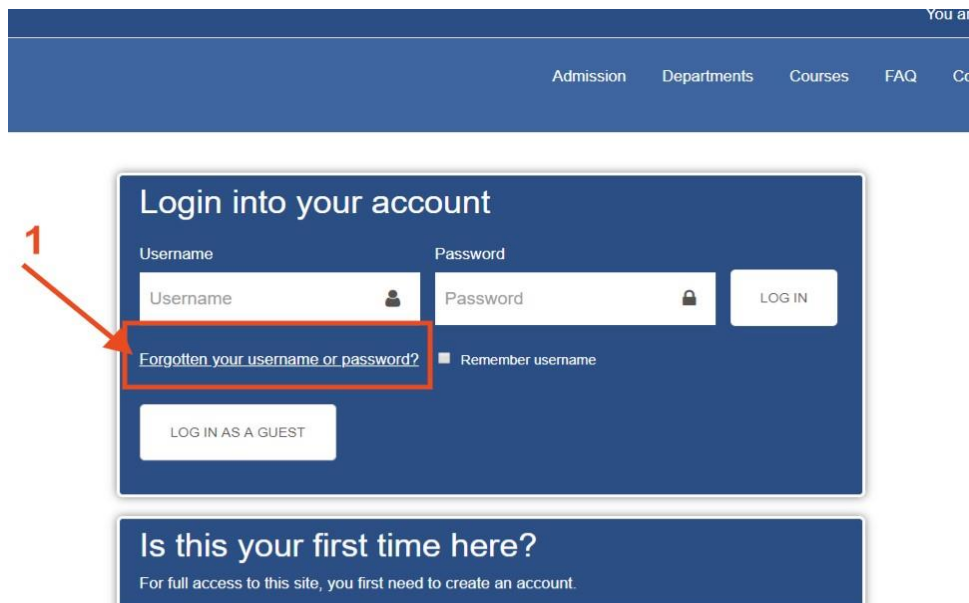 You ar
Admission Departments Courses FAQ Co
Login into your account
1
Username Password
Username Password LOG IN
Forgotten your username or password? Remember username
LOG IN AS A GUEST
Is this your first time here?
For full access to this site, you first need to create an account.